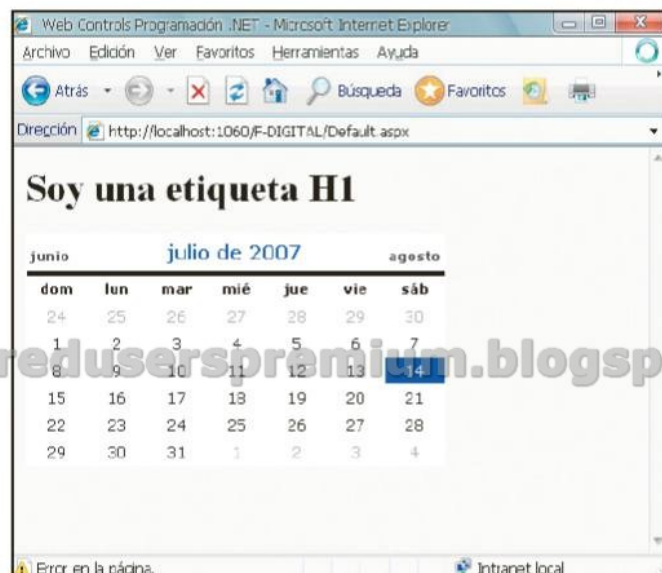 Web Controls Programación .NET - Microsoft Internet Explorer
Archivo Edición Ver Favoritos Herramientas Ayuda
Atrás Búsqueda Favoritos
Dirección http://localhost:1060/F-DIGITAL/Default.aspx
Soy una etiqueta H1
junio julio de 2007 agosto
dom lun mar mié jue vie sáb
24 25 26 27 28 29 30
1 2 3 4 5 6 7
reduserspremium.blogsp
8 9 10 11 12 13 14
15 16 17 18 19 20 21
22 23 24 25 26 27 28
29 30 31 1 2 3 4
Error en la página. Intranet local